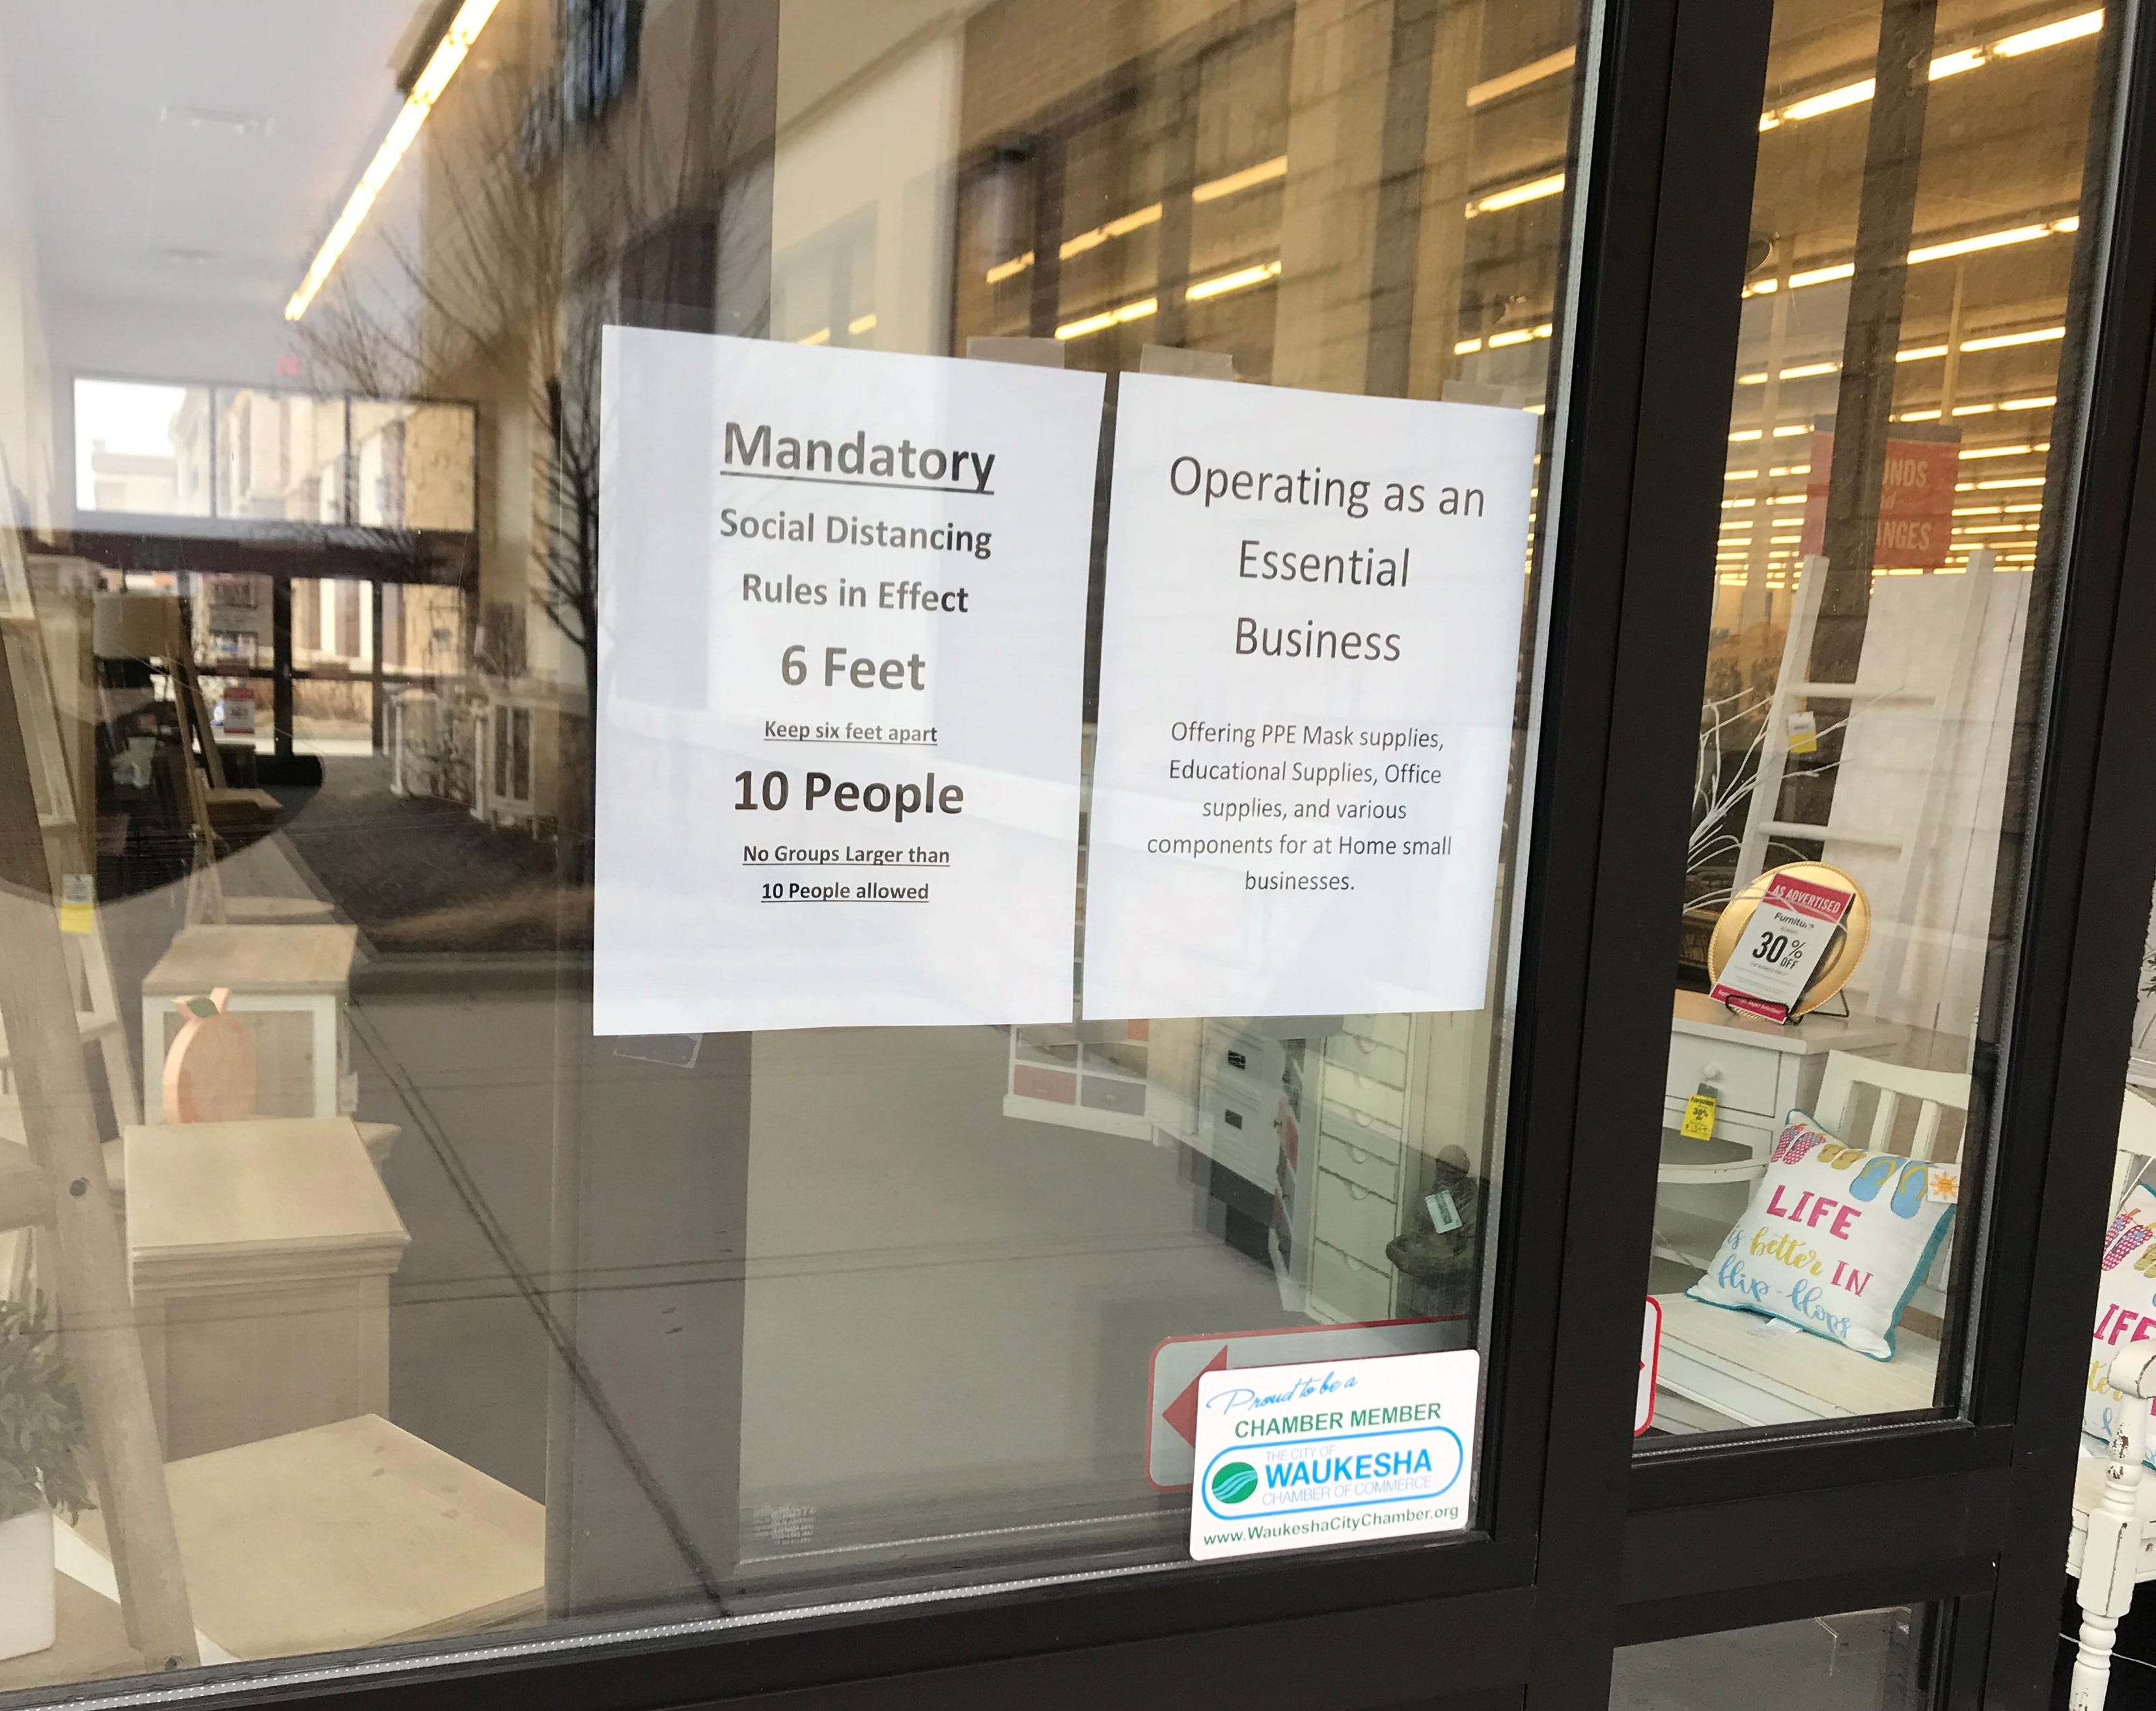 Mandatory
Social Distancing
Rules in Effect
6 Feet
Keep six feet apart
10 People
No Groups Larger than
10 People allowed
Operating as an
Essential
Business
Offering PPE Mask supplies,
Educational Supplies, Office
supplies, and various
components for at Home small
businesses.
Proud to be a
CHAMBER MEMBER
THE CITY OF
WAUKESHA
CHAMBER OF COMMERCE
www.WaukeshaCityChamber.org
AS ADVERTISED
30% OFF
30%
LIFE
is better IN
flip-flops